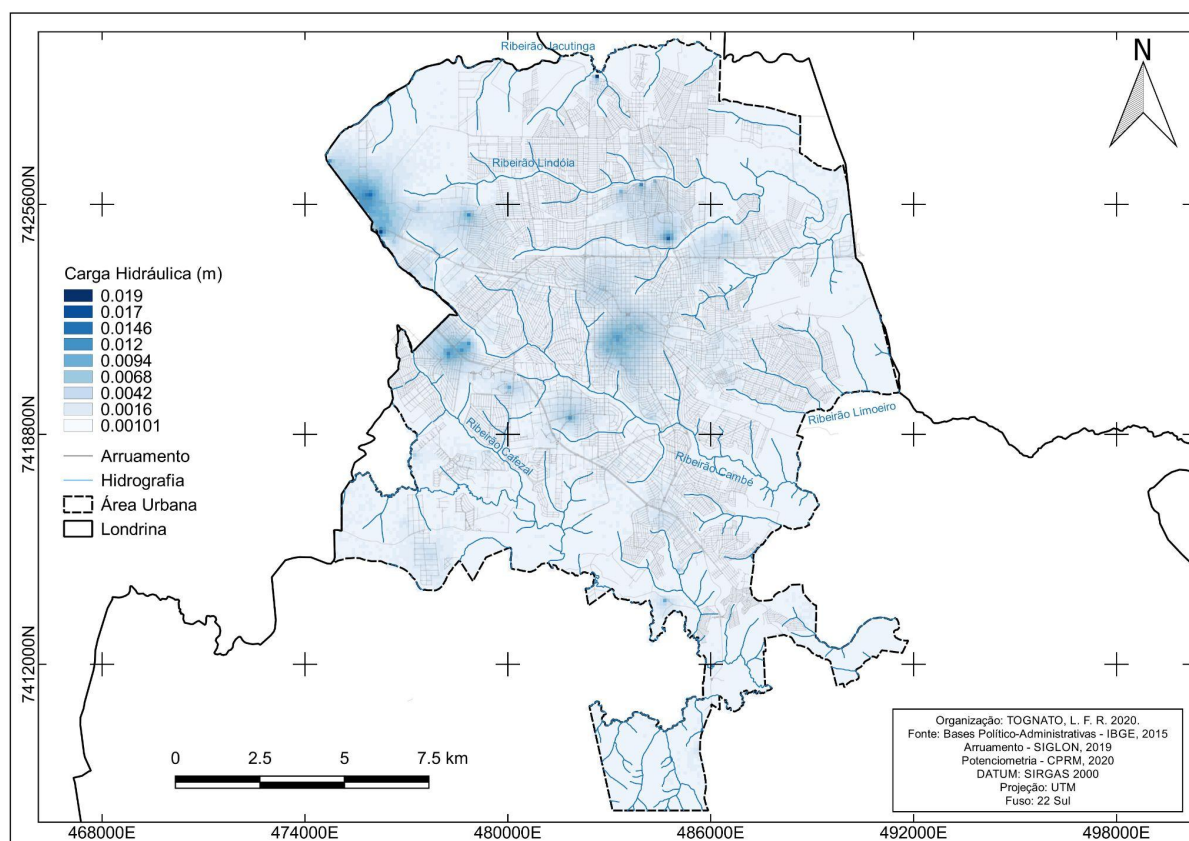 Ribeirão Jacutinga
N
Ribeirão Lindóia
7425600N
Carga Hidráulica (m)
0.019
0.017
0.0146
0.012
0.0094
0.0068
0.0042
0.0016
0.00101
Arruamento
Hidrografia
Área Urbana
Londrina
7418800N
Ribeirão Limoeiro
Ribeirão Cafezal
Ribeirão Cambé
7412000N
0 2.5 5 7.5 km
Organização: TOGNATO, L. F. R. 2020.
Fonte: Bases Político-Administrativas - IBGE, 2015
Arruamento - SIGLON, 2019
Potenciometria - CPRM, 2020
DATUM: SIRGAS 2000
Projeção: UTM
Fuso: 22 Sul
468000E 474000E 480000E 486000E 492000E 498000E